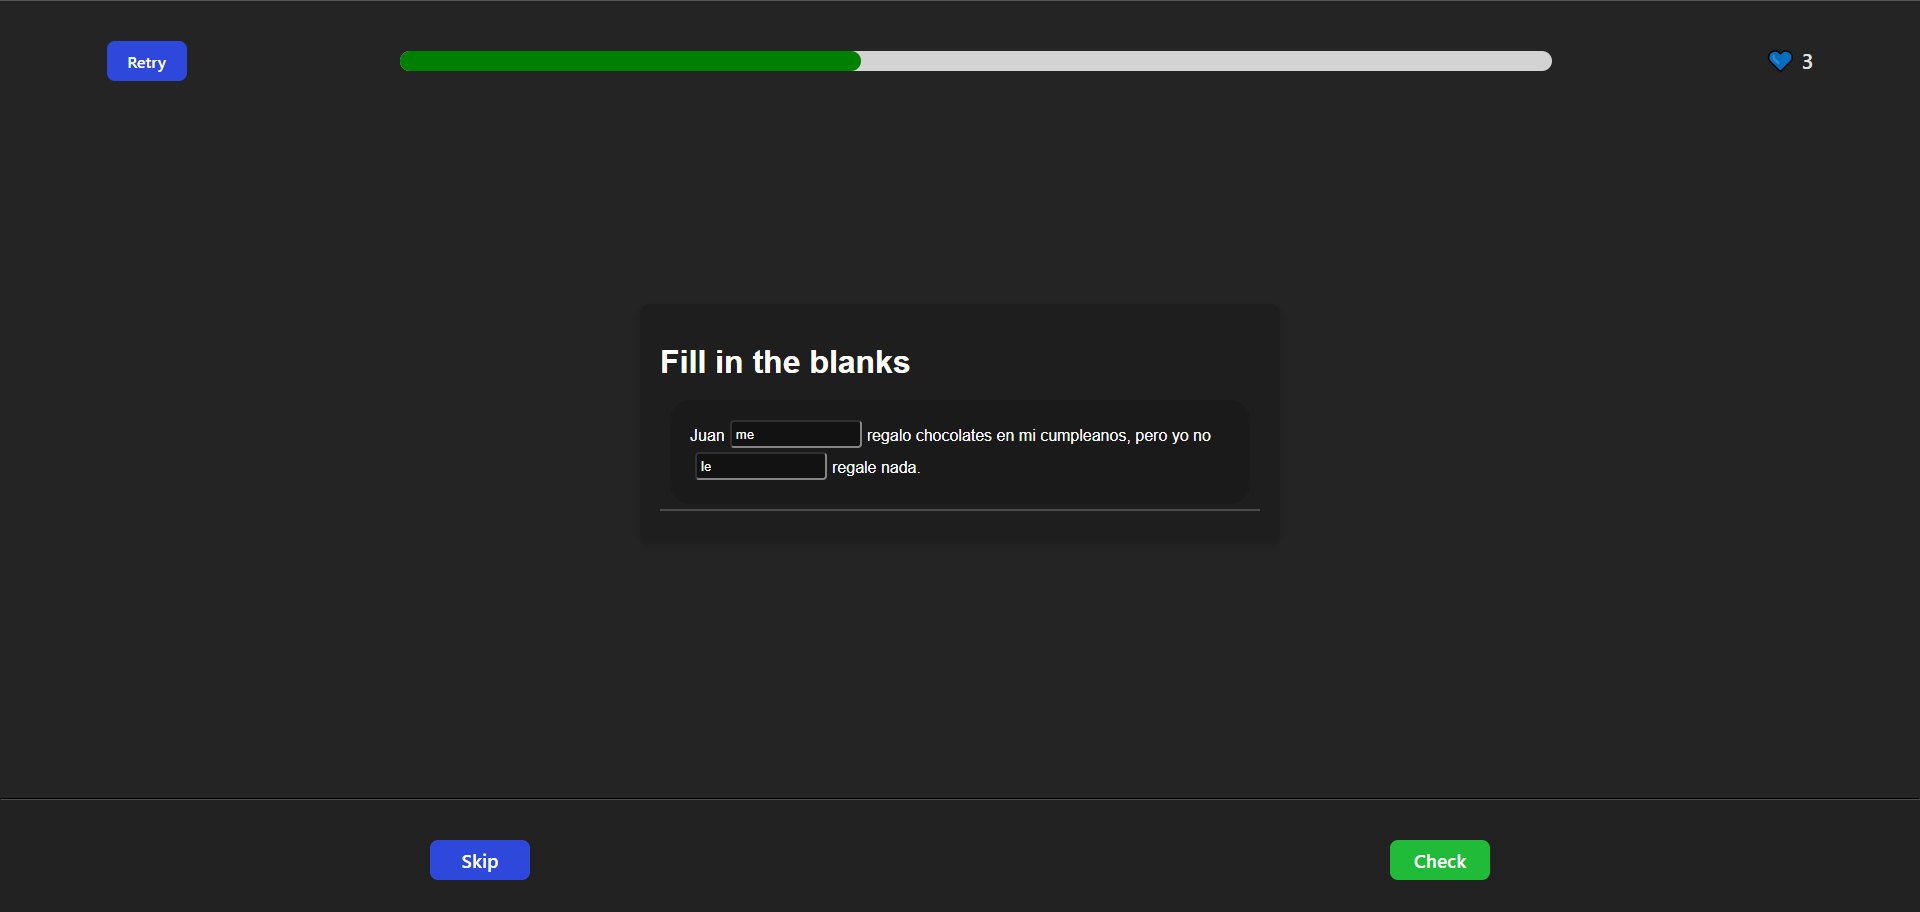 Retry
3
Fill in the blanks
Juan me regalo chocolates en mi cumpleanos, pero yo no
le regale nada.
Skip
Check